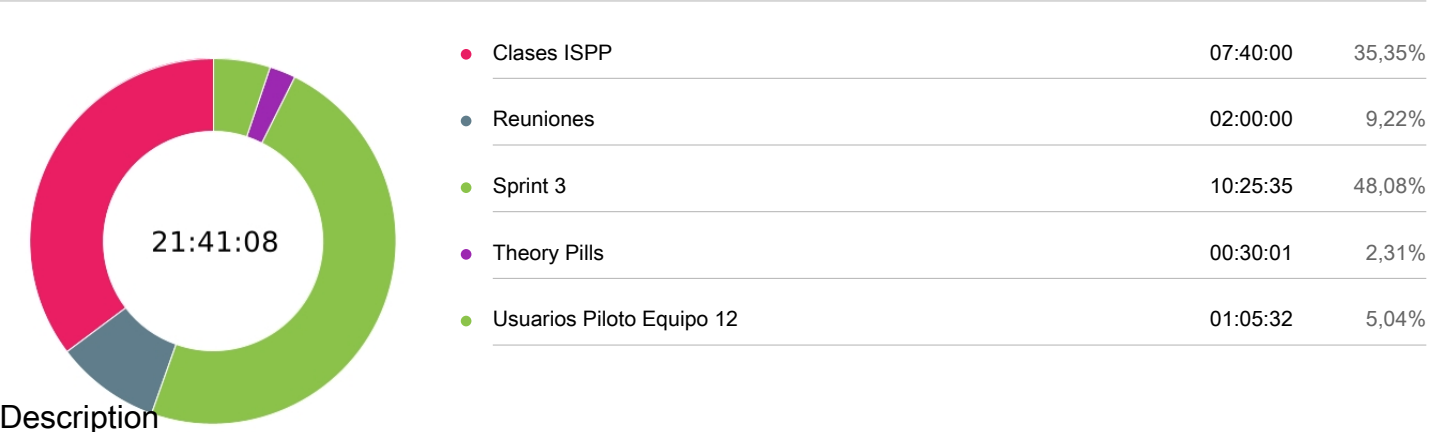 Clases ISPP 07:40:00 35,35%
Reuniones 02:00:00 9,22%
Sprint 3 10:25:35 48,08%
21:41:08
Theory Pills 00:30:01 2,31%
Usuarios Piloto Equipo 12 01:05:32 5,04%
Description